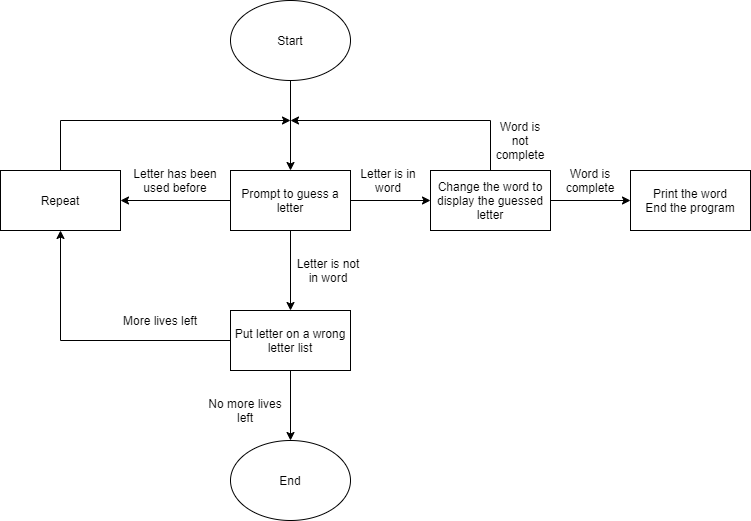 Start
Word is
not
complete
Letter has been
used before
Letter is in
word
Word is
complete
Repeat
Prompt to guess a
letter
Change the word to
display the guessed
letter
Print the word
End the program
Letter is not
in word
More lives left
Put letter on a wrong
letter list
No more lives
left
End